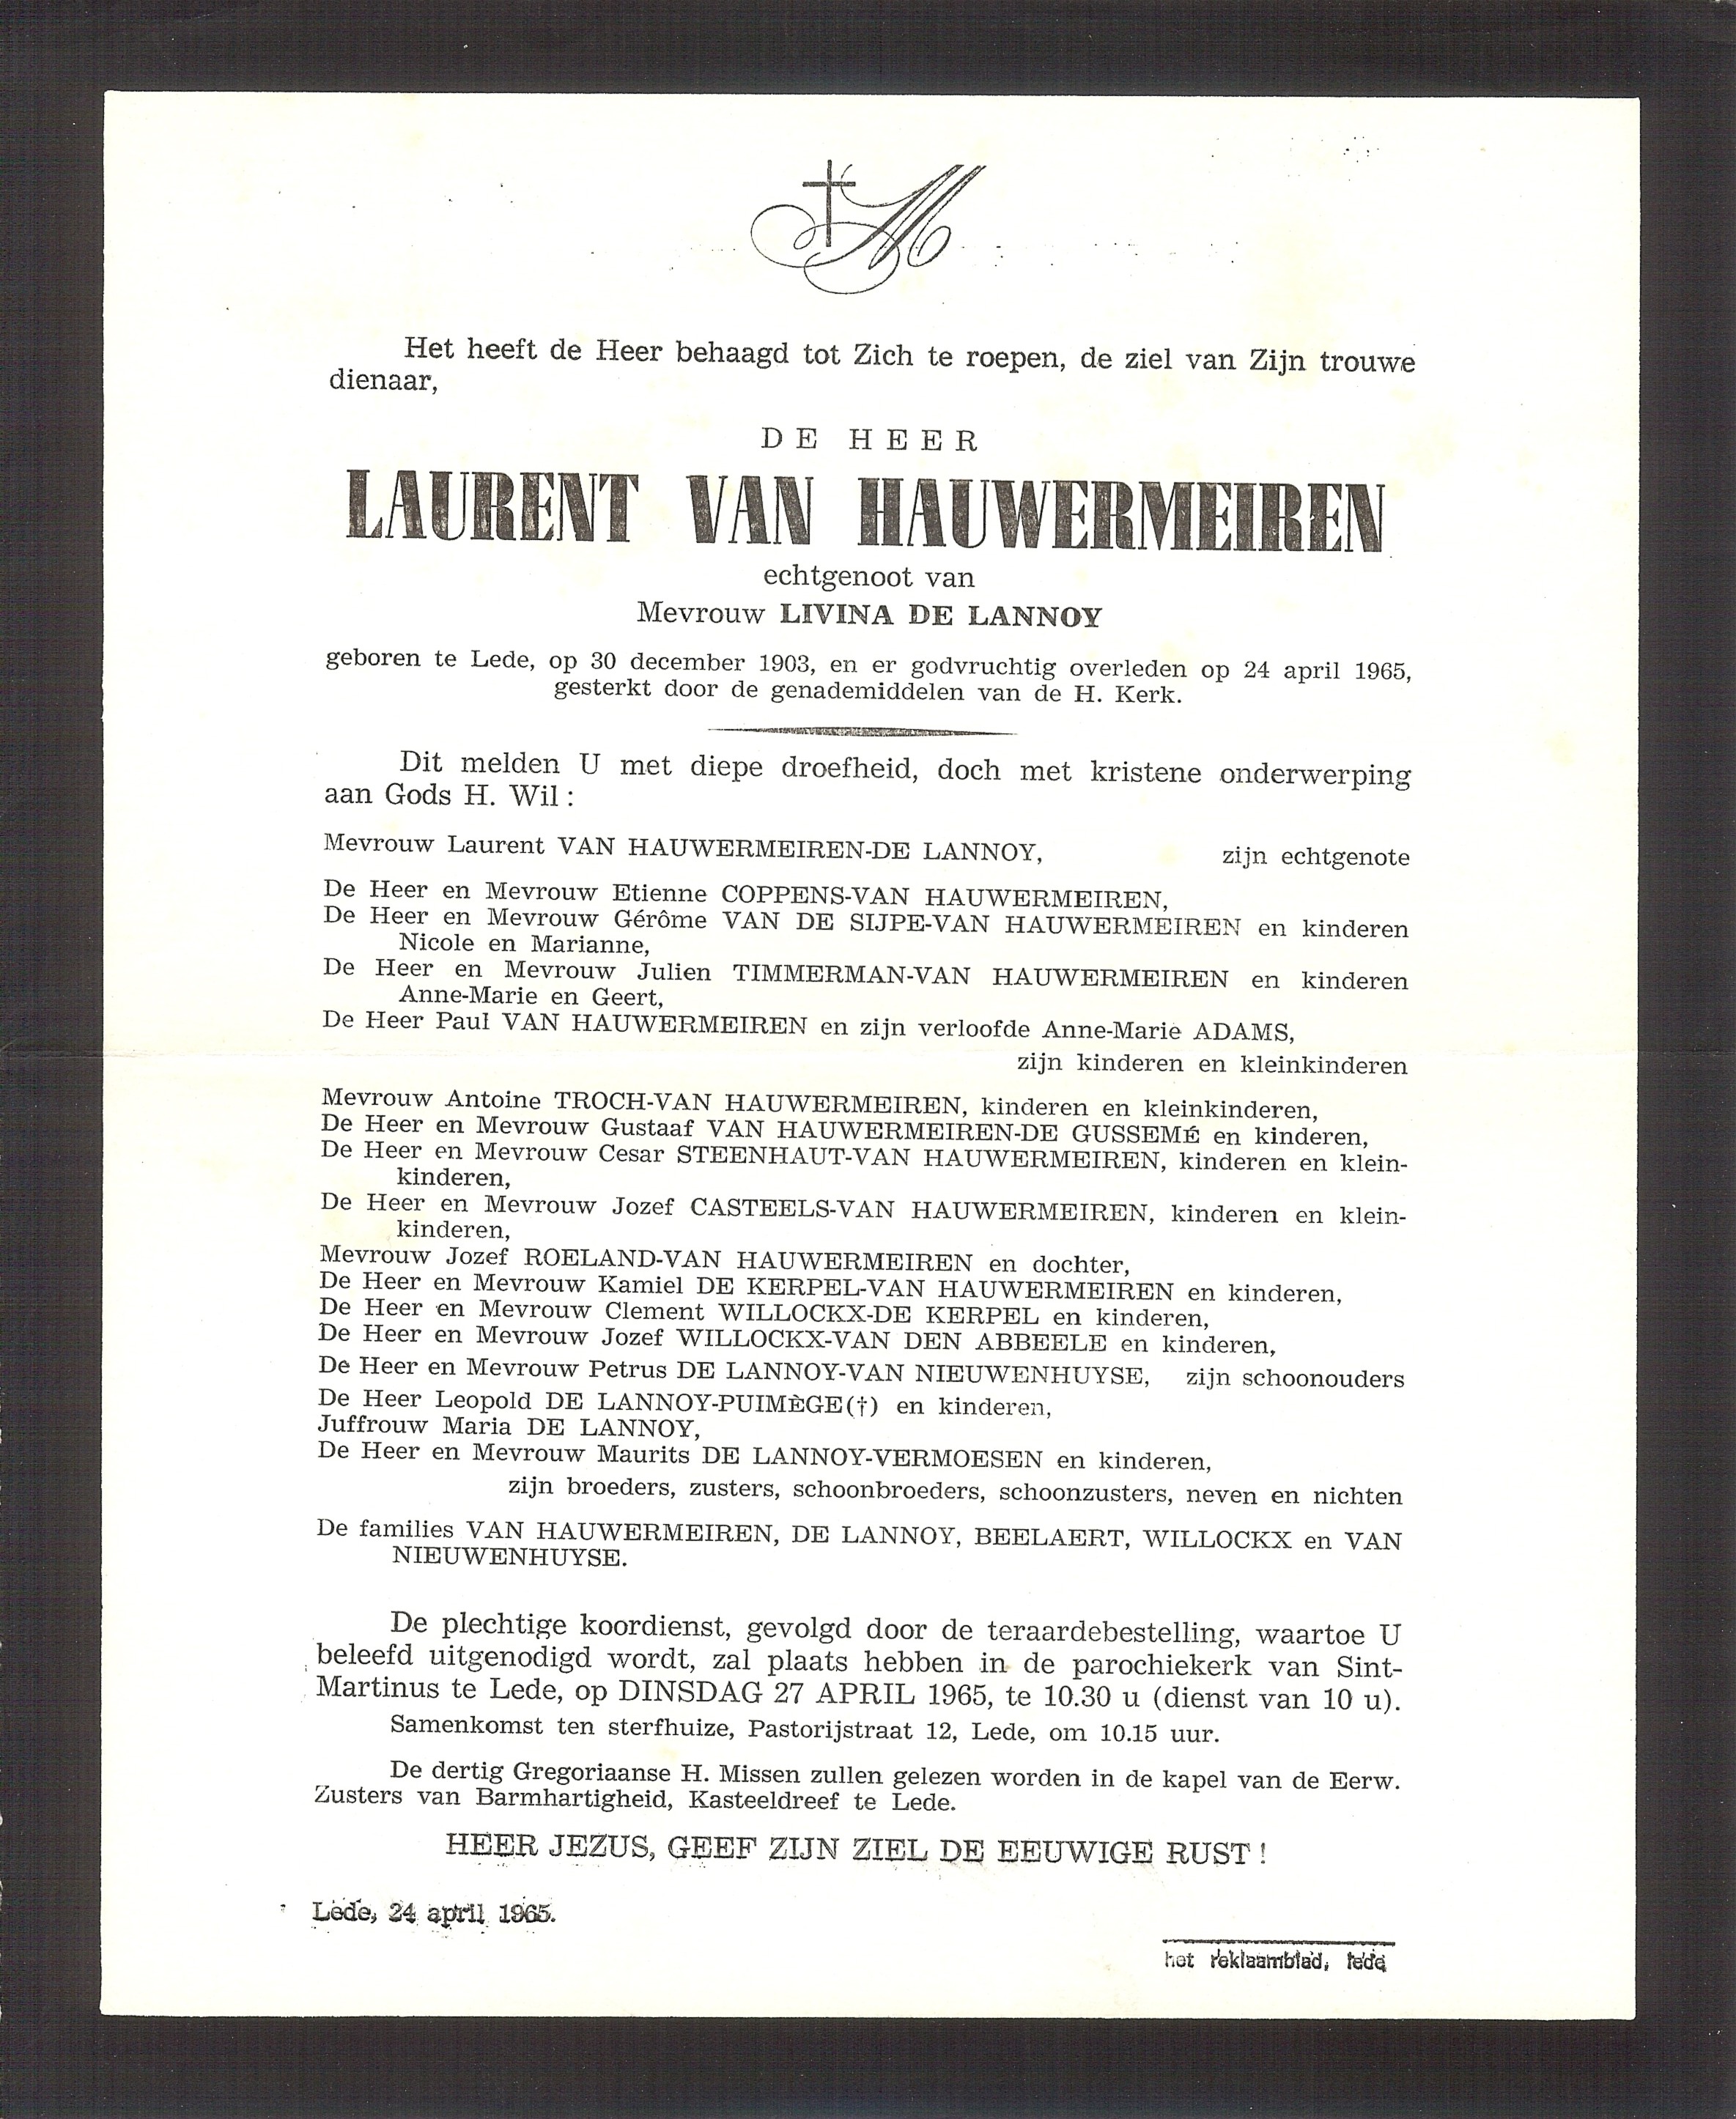 Het heeft de Heer behaagd tot Zich te roepen, de ziel van Zijn trouwe
dienaar,
DE HEER
LAURENT VAN HAUWERMEIREN
echtgenoot van
Mevrouw LIVINA DE LANNOY
geboren te Lede, op 30 december 1903, en er godvruchtig overleden op 24 april 1965,
gesterkt door de genademiddelen van de H. Kerk.
Dit melden U met diepe droefheid, doch met kristene onderwerping
aan Gods H. Wil :
Mevrouw Laurent VAN HAUWERMEIREN-DE LANNOY, zijn echtgenote
De Heer en Mevrouw Etienne COPPENS-VAN HAUWERMEIREN,
De Heer en Mevrouw Gérôme VAN DE SIJPE-VAN HAUWERMEIREN en kinderen
Nicole en Marianne,
De Heer en Mevrouw Julien TIMMERMAN-VAN HAUWERMEIREN en kinderen
Anne-Marie en Geert,
De Heer Paul VAN HAUWERMEIREN en zijn verloofde Anne-Marie ADAMS,
zijn kinderen en kleinkinderen
Mevrouw Antoine TROCH-VAN HAUWERMEIREN, kinderen en kleinkinderen,
De Heer en Mevrouw Gustaaf VAN HAUWERMEIREN-DE GUSSEMÉ en kinderen,
De Heer en Mevrouw Cesar STEENHAUT-VAN HAUWERMEIREN, kinderen en klein-
kinderen,
De Heer en Mevrouw Jozef CASTEELS-VAN HAUWERMEIREN, kinderen en klein-
kinderen,
Mevrouw Jozef ROELAND-VAN HAUWERMEIREN en dochter,
De Heer en Mevrouw Kamiel DE KERPEL-VAN HAUWERMEIREN en kinderen,
De Heer en Mevrouw Clement WILLOCKX-DE KERPEL en kinderen,
De Heer en Mevrouw Jozef WILLOCKX-VAN DEN ABBEELE en kinderen,
De Heer en Mevrouw Petrus DE LANNOY-VAN NIEUWENHUYSE, zijn schoonouders
De Heer Leopold DE LANNOY-PUIMÈGE(†) en kinderen,
Juffrouw Maria DE LANNOY,
De Heer en Mevrouw Maurits DE LANNOY-VERMOESEN en kinderen,
zijn broeders, zusters, schoonbroeders, schoonzusters, neven en nichten
De families VAN HAUWERMEIREN, DE LANNOY, BEELAERT, WILLOCKX en VAN
NIEUWENHUYSE.
De plechtige koordienst, gevolgd door de teraardebestelling, waartoe U
beleefd uitgenodigd wordt, zal plaats hebben in de parochiekerk van Sint-
Martinus te Lede, op DINSDAG 27 APRIL 1965, te 10.30 u (dienst van 10 u).
Samenkomst ten sterfhuize, Pastorijstraat 12, Lede, om 10.15 uur.
De dertig Gregoriaanse H. Missen zullen gelezen worden in de kapel van de Eerw.
Zusters van Barmhartigheid, Kasteeldreef te Lede.
HEER JEZUS, GEEF ZIJN ZIEL DE EEUWIGE RUST !
Lede, 24 april 1965.
het reklaamblad, lede